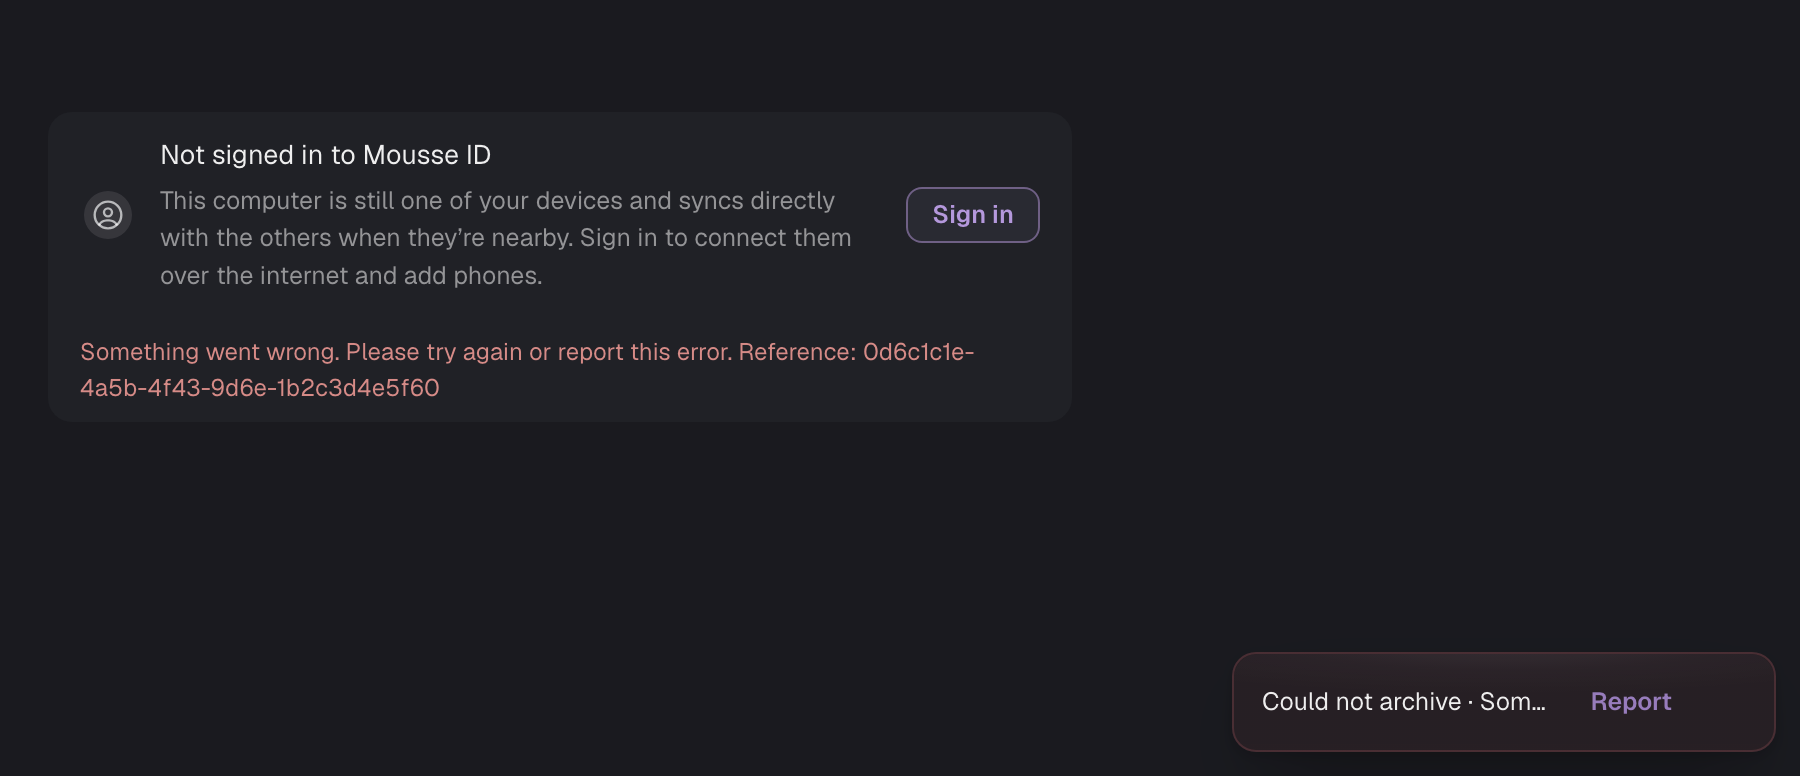 Not signed in to Mousse ID
This computer is still one of your devices and syncs directly
with the others when they’re nearby. Sign in to connect them
over the internet and add phones.
Sign in
Something went wrong. Please try again or report this error. Reference: 0d6c1c1e-
4a5b-4f43-9d6e-1b2c3d4e5f60
Could not archive · Som…
Report